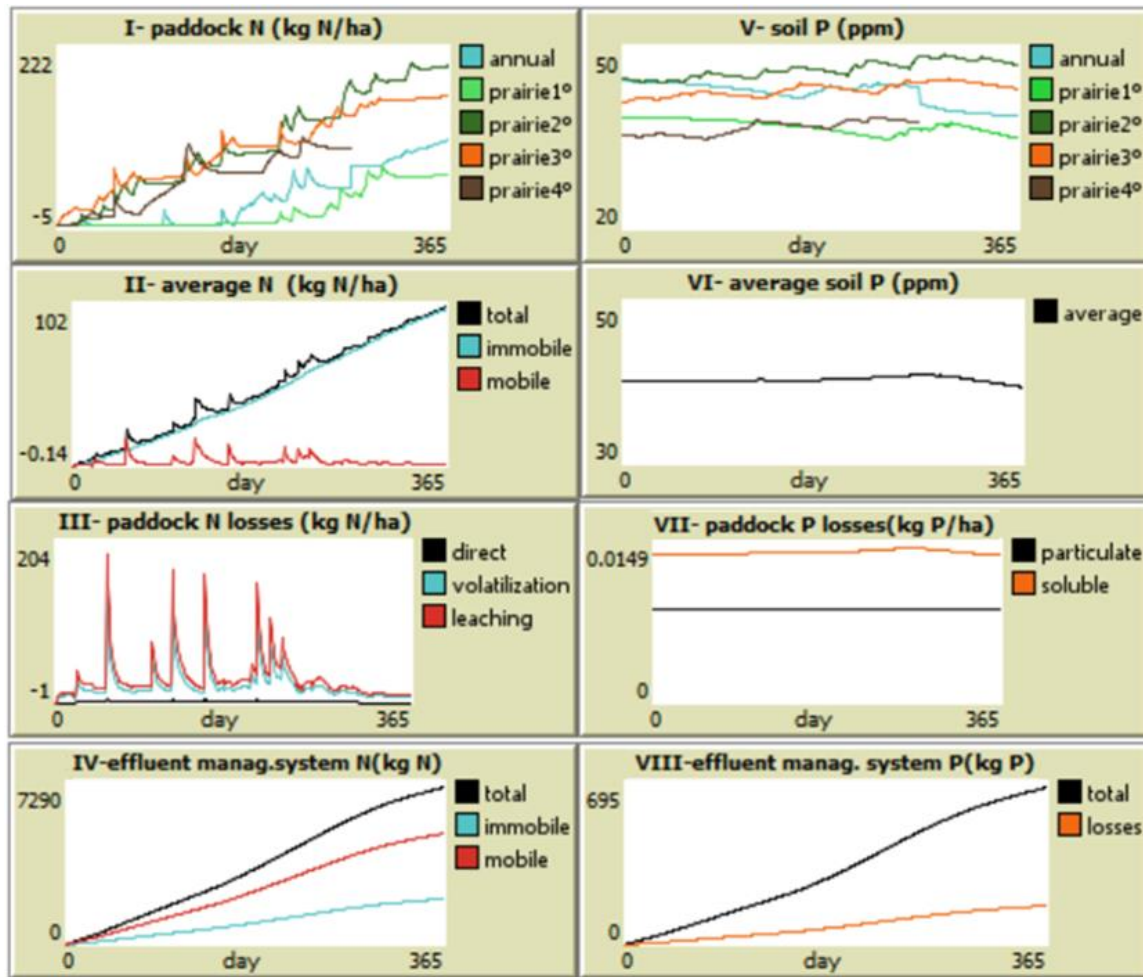 I- paddock N (kg N/ha)
222
-5
0
day
365
annual
prairie1º
prairie2º
prairie3º
prairie4º
V- soil P (ppm)
50
20
0
day
365
annual
prairie1º
prairie2º
prairie3º
prairie4º
II- average N (kg N/ha)
102
-0.14
0
day
365
total
immobile
mobile
VI- average soil P (ppm)
50
30
0
day
365
average
III- paddock N losses (kg N/ha)
204
-1
0
day
365
direct
volatilization
leaching
VII- paddock P losses(kg P/ha)
0.0149
0
0
day
365
particulate
soluble
IV-effluent manag.system N(kg N)
7290
0
0
day
365
total
immobile
mobile
VIII-effluent manag. system P(kg P)
695
0
0
day
365
total
losses